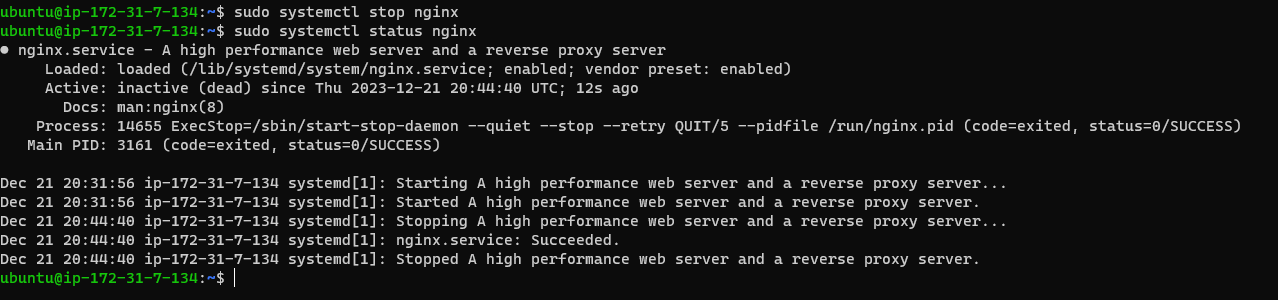 ubuntu@ip-172-31-7-134:~$ sudo systemctl stop nginx
ubuntu@ip-172-31-7-134:~$ sudo systemctl status nginx
● nginx.service - A high performance web server and a reverse proxy server
     Loaded: loaded (/lib/systemd/system/nginx.service; enabled; vendor preset: enabled)
     Active: inactive (dead) since Thu 2023-12-21 20:44:40 UTC; 12s ago
       Docs: man:nginx(8)
    Process: 14655 ExecStop=/sbin/start-stop-daemon --quiet --stop --retry QUIT/5 --pidfile /run/nginx.pid (code=exited, status=0/SUCCESS)
   Main PID: 3161 (code=exited, status=0/SUCCESS)

Dec 21 20:31:56 ip-172-31-7-134 systemd[1]: Starting A high performance web server and a reverse proxy server...
Dec 21 20:31:56 ip-172-31-7-134 systemd[1]: Started A high performance web server and a reverse proxy server.
Dec 21 20:44:40 ip-172-31-7-134 systemd[1]: Stopping A high performance web server and a reverse proxy server...
Dec 21 20:44:40 ip-172-31-7-134 systemd[1]: nginx.service: Succeeded.
Dec 21 20:44:40 ip-172-31-7-134 systemd[1]: Stopped A high performance web server and a reverse proxy server.
ubuntu@ip-172-31-7-134:~$